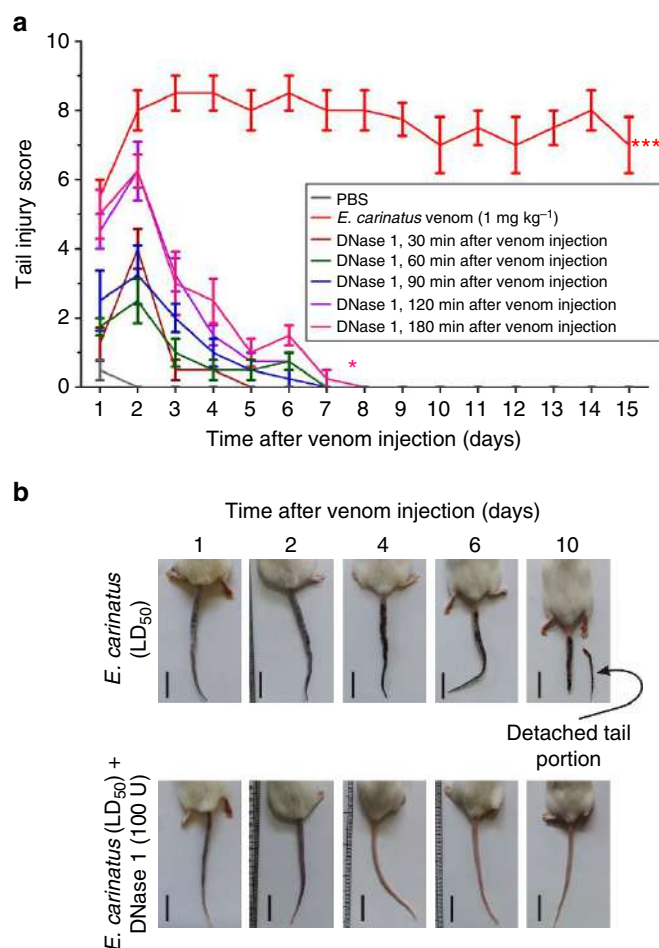 a
10
8
6
4
2
0
Tail injury score
***
PBS
E. carinatus venom (1 mg kg⁻¹)
DNase 1, 30 min after venom injection
DNase 1, 60 min after venom injection
DNase 1, 90 min after venom injection
DNase 1, 120 min after venom injection
DNase 1, 180 min after venom injection
*
1 2 3 4 5 6 7 8 9 10 11 12 13 14 15
Time after venom injection (days)
b
Time after venom injection (days)
1 2 4 6 10
E. carinatus
(LD₅₀)
Detached tail
portion
E. carinatus (LD₅₀) +
DNase 1 (100 U)